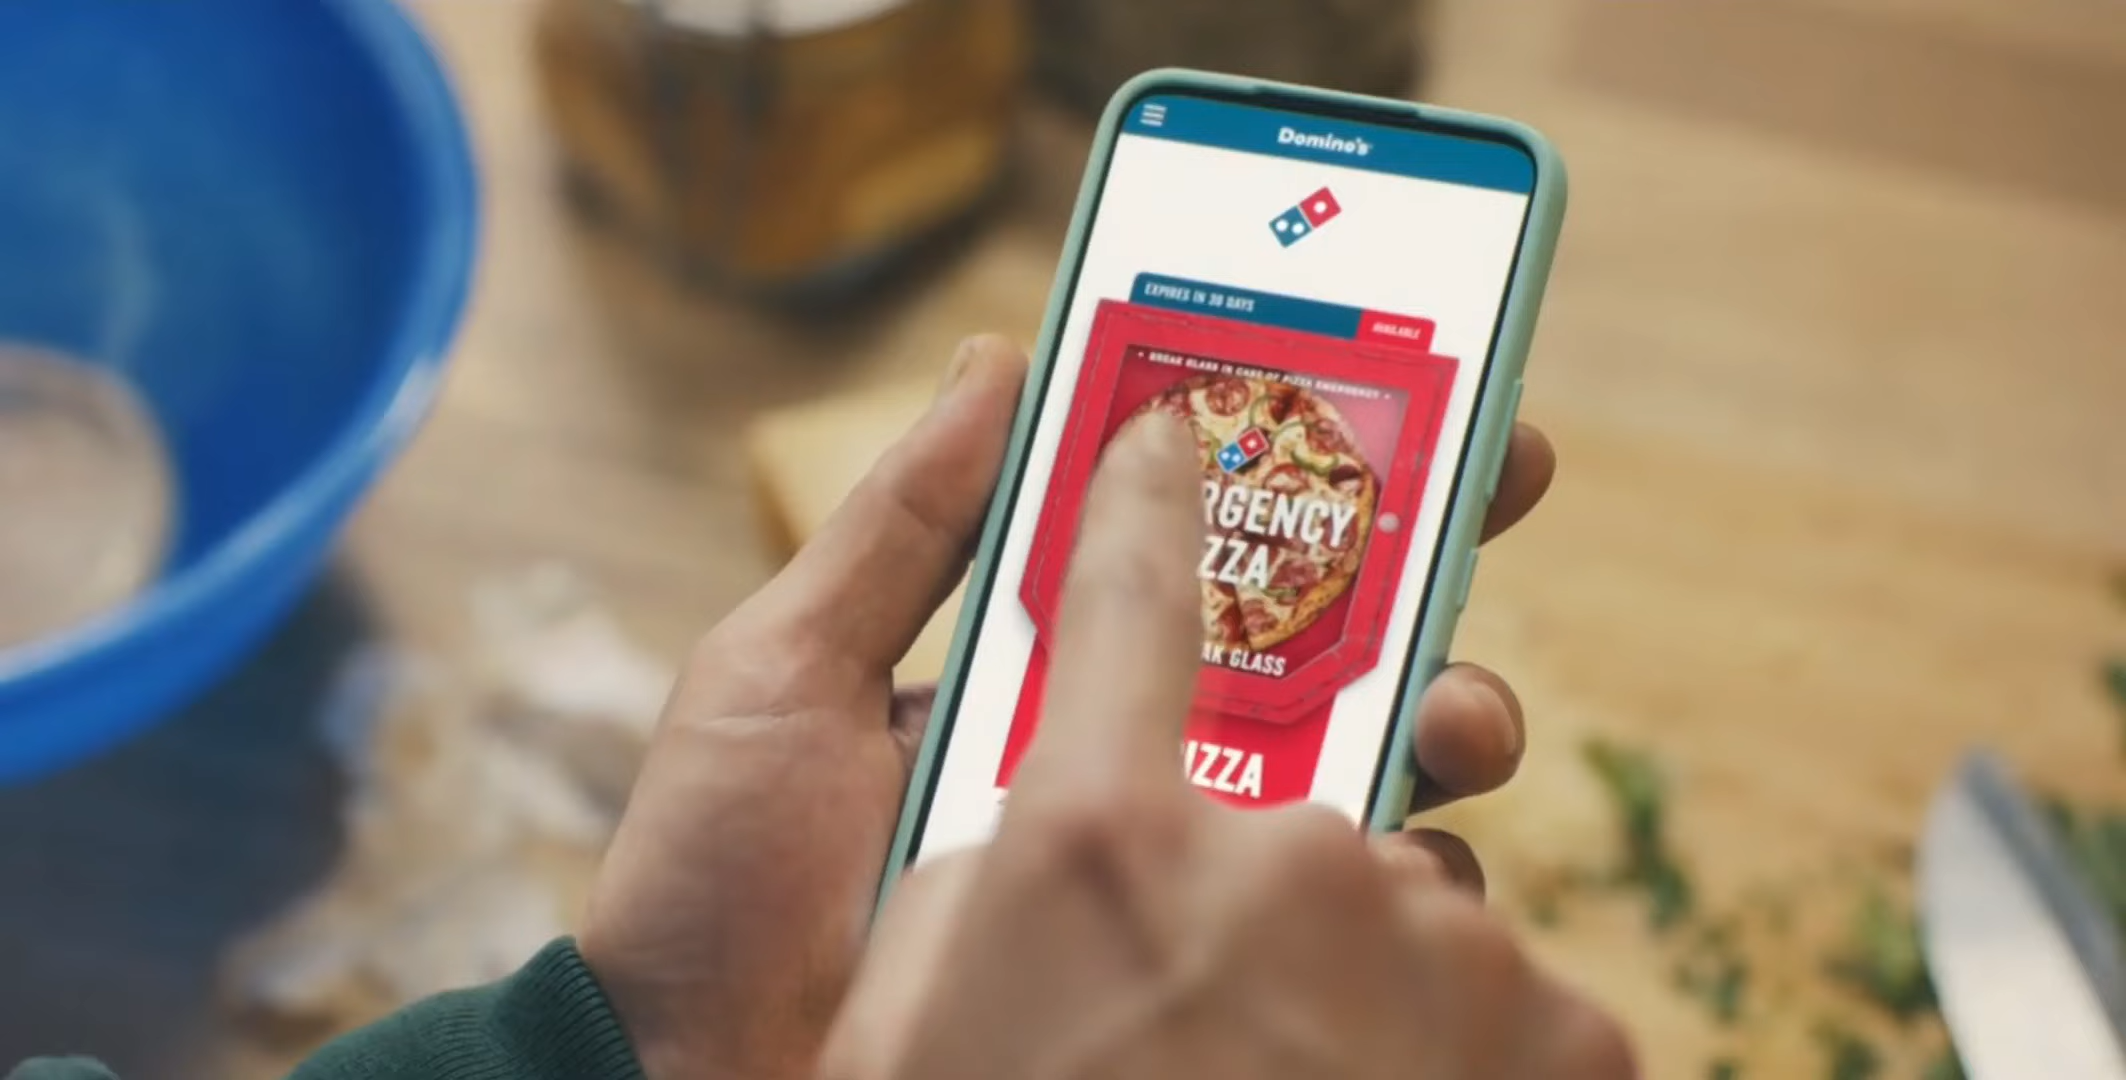 Domino's
EXPIRES IN 30 DAYS
AVAILABLE
• BREAK GLASS IN CASE OF PIZZA EMERGENCY •
RGENCY
ZZA
AK GLASS
IZZA